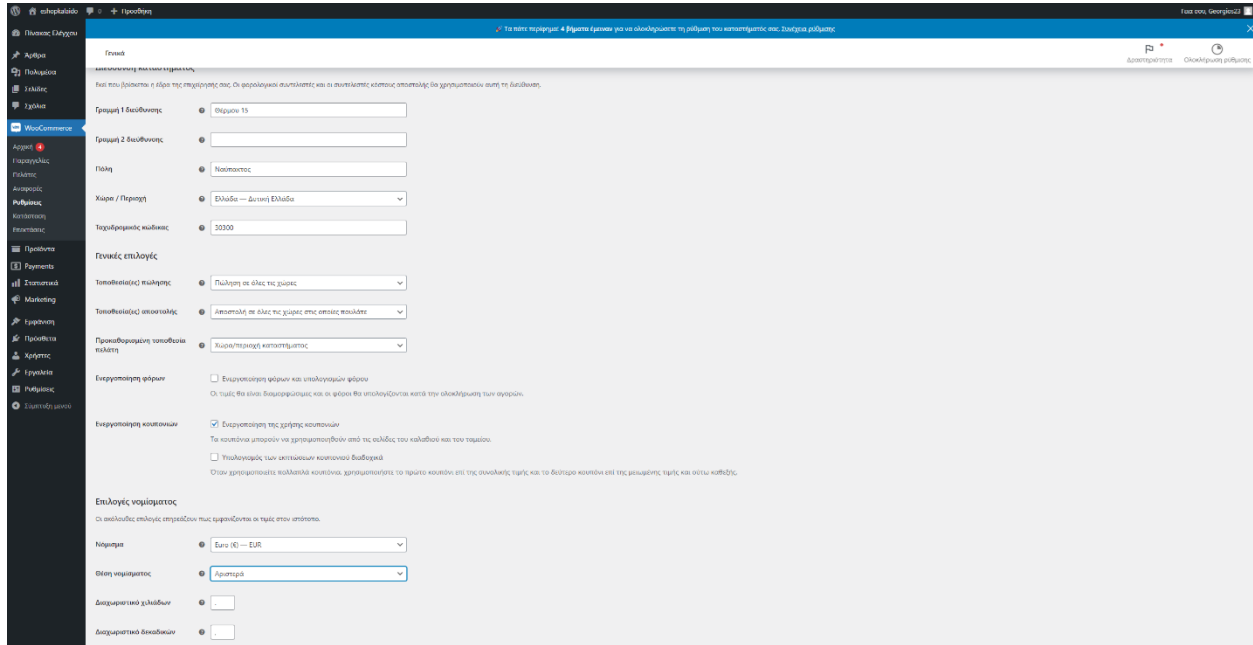 eshopkaleido 0 + Προσθήκη
Γεια σου, Georgios23
Πίνακας Ελέγχου
Τα πάτε περίφημα! 4 βήματα έμειναν για να ολοκληρώσετε τη ρύθμιση του καταστήματός σας. Συνέχεια ρύθμισης
Άρθρα
Πολυμέσα
Σελίδες
Σχόλια
WooCommerce
Αρχική 4
Παραγγελίες
Πελάτες
Αναφορές
Ρυθμίσεις
Κατάσταση
Επεκτάσεις
Προϊόντα
Payments
Στατιστικά
Marketing
Εμφάνιση
Πρόσθετα
Χρήστες
Εργαλεία
Ρυθμίσεις
Σύμπτυξη μενού
Γενικά
Δραστηριότητα
Ολοκλήρωση ρύθμισης
Διεύθυνση καταστήματος
Εκεί που βρίσκεται η έδρα της επιχείρησής σας. Οι φορολογικοί συντελεστές και οι συντελεστές κόστους αποστολής θα χρησιμοποιούν αυτή τη διεύθυνση.
Γραμμή 1 διεύθυνσης Θέρμου 15
Γραμμή 2 διεύθυνσης
Πόλη Ναύπακτος
Χώρα / Περιοχή Ελλάδα — Δυτική Ελλάδα
Ταχυδρομικός κώδικας 30300
Γενικές επιλογές
Τοποθεσία(ες) πώλησης Πώληση σε όλες τις χώρες
Τοποθεσία(ες) αποστολής Αποστολή σε όλες τις χώρες στις οποίες πουλάτε
Προκαθορισμένη τοποθεσία
πελάτη
Χώρα/περιοχή καταστήματος
Ενεργοποίηση φόρων Ενεργοποίηση φόρων και υπολογισμών φόρου
Οι τιμές θα είναι διαμορφώσιμες και οι φόροι θα υπολογίζονται κατά την ολοκλήρωση των αγορών.
Ενεργοποίηση κουπονιών Ενεργοποίηση της χρήσης κουπονιών
Τα κουπόνια μπορούν να χρησιμοποιηθούν από τις σελίδες του καλαθιού και του ταμείου.
Υπολογισμός των εκπτώσεων κουπονιού διαδοχικά
Όταν χρησιμοποιείτε πολλαπλά κουπόνια, χρησιμοποιήστε το πρώτο κουπόνι επί της συνολικής τιμής και το δεύτερο κουπόνι επί της μειωμένης τιμής και ούτω καθεξής.
Επιλογές νομίσματος
Οι ακόλουθες επιλογές επηρεάζουν πως εμφανίζονται οι τιμές στον ιστότοπο.
Νόμισμα Euro (€) — EUR
Θέση νομίσματος Αριστερά
Διαχωριστικό χιλιάδων .
Διαχωριστικό δεκαδικών .